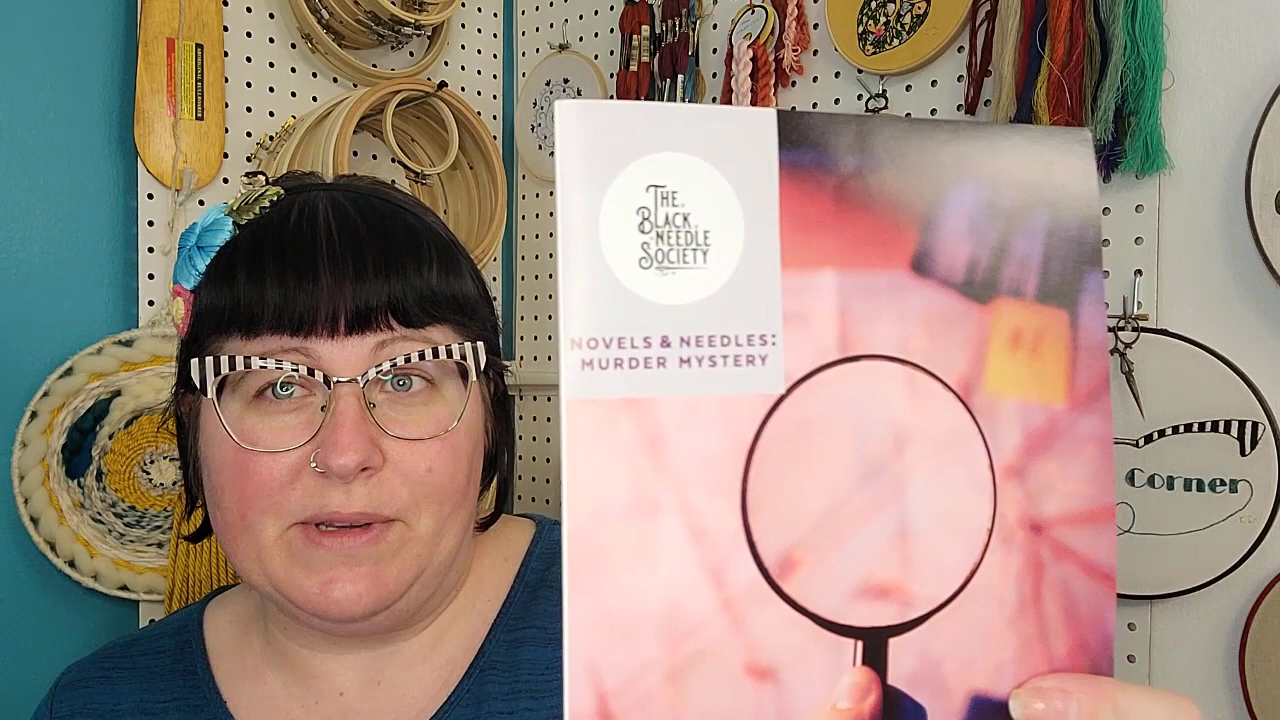 THE
BLACK
NEEDLE
SOCIETY
NOVELS & NEEDLES:
MURDER MYSTERY
Corner